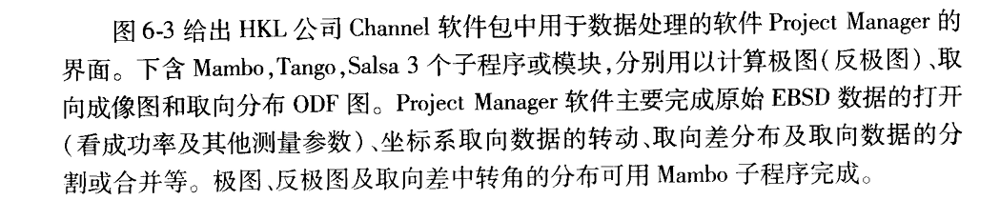 图 6-3 给出 HKL 公司 Channel 软件包中用于数据处理的软件 Project Manager 的
界面。下含 Mambo,Tango,Salsa 3 个子程序或模块,分别用以计算极图(反极图)、取
向成像图和取向分布 ODF 图。Project Manager 软件主要完成原始 EBSD 数据的打开
(看成功率及其他测量参数)、坐标系取向数据的转动、取向差分布及取向数据的分
割或合并等。极图、反极图及取向差中转角的分布可用 Mambo 子程序完成。